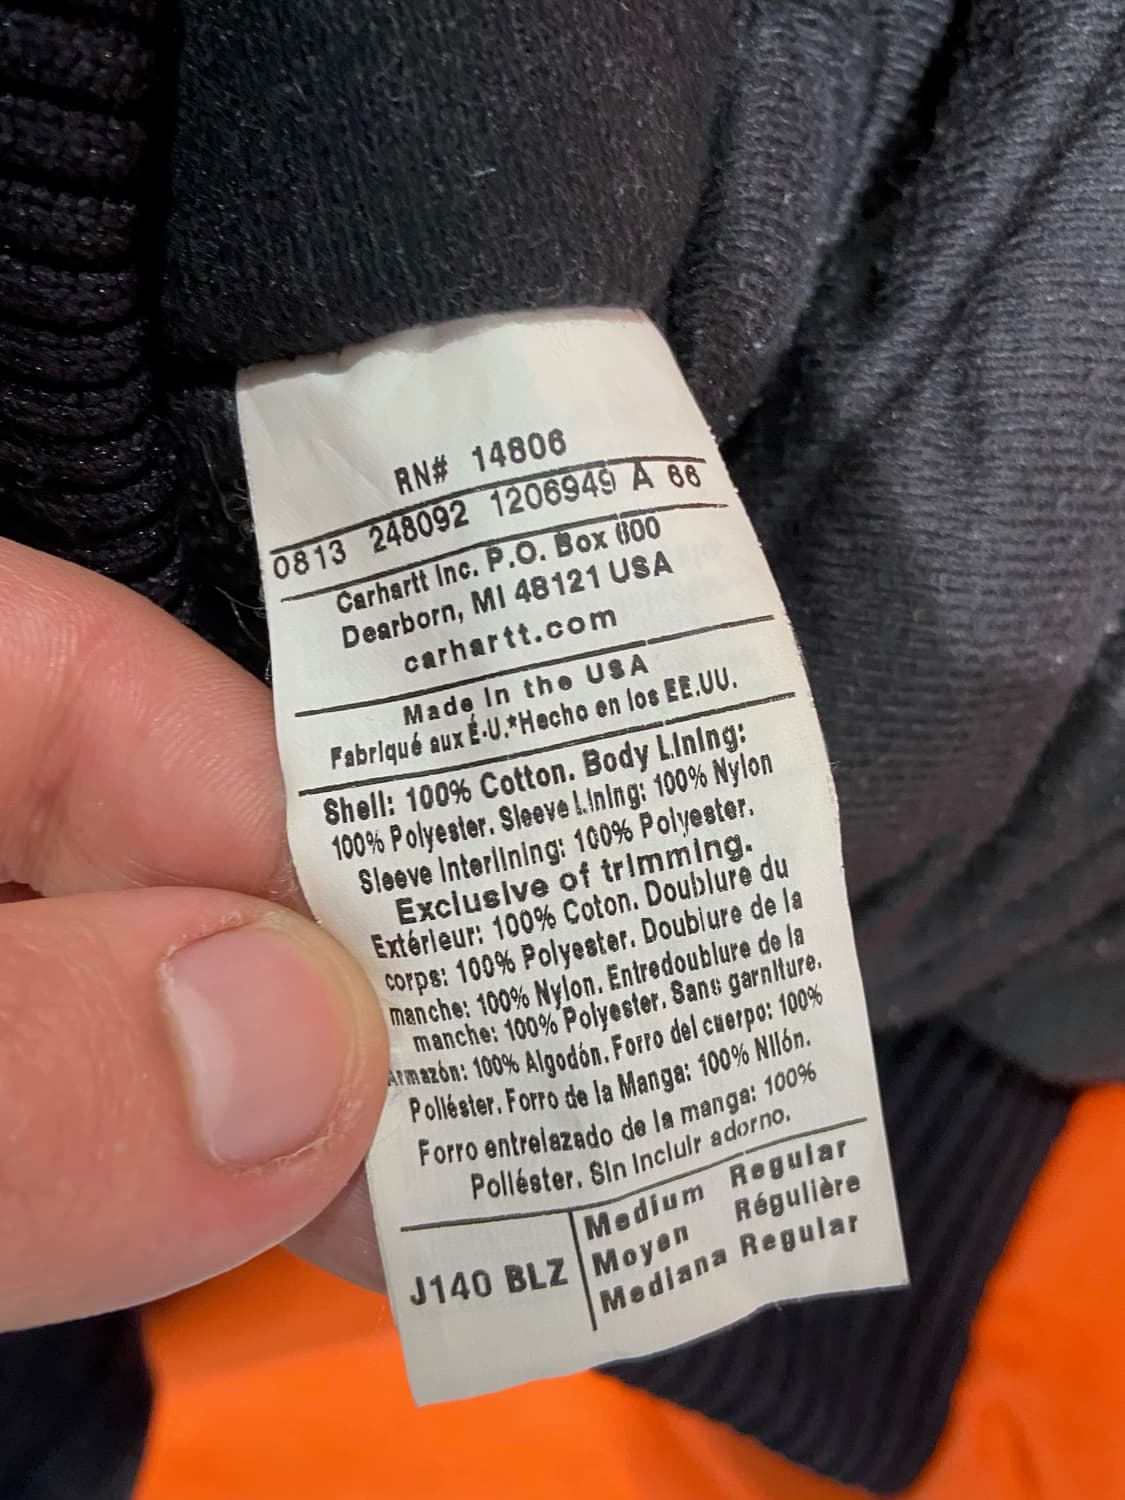 RN# 14806
0813 248092 1206949 A 66
Carhartt Inc. P.O. Box 600
Dearborn, MI 48121 USA
carhartt.com
Made In the USA
Fabriqué aux É.U.*Hecho en los EE.UU.
Shell: 100% Cotton. Body Lining:
100% Polyester. Sleeve Lining: 100% Nylon
Sleeve Interlining: 100% Polyester.
Exclusive of trimming.
Extérieur: 100% Coton. Doublure du
corps: 100% Polyester. Doublure de la
manche: 100% Nylon. Entredoublure de la
manche: 100% Polyester. Sans garniture.
Armazón: 100% Algodón. Forro del cuerpo: 100%
Poliéster. Forro de la Manga: 100% Nilón.
Forro entrelazado de la manga: 100%
Poliéster. Sin incluir adorno.
J140 BLZ
Medium Regular
Moyen Régulière
Mediana Regular